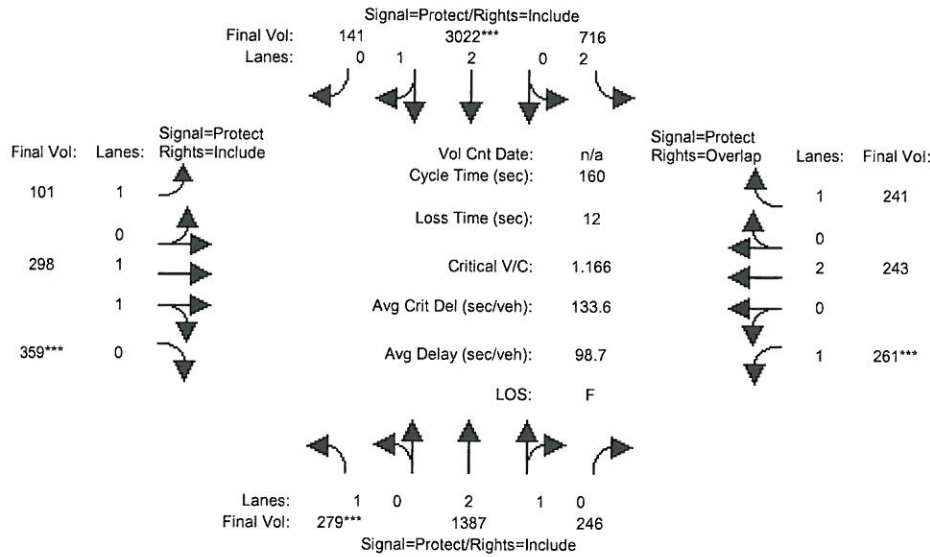 Signal=Protect/Rights=Include
Final Vol: 141 3022*** 716
Lanes: 0 1 2 0 2
Signal=Protect
Rights=Include
Final Vol: Lanes:
Vol Cnt Date: n/a
Signal=Protect
Rights=Overlap
Lanes: Final Vol:
Cycle Time (sec): 160
101 1
1 241
Loss Time (sec): 12
0
0
298 1
Critical V/C: 1.166
2 243
1
Avg Crit Del (sec/veh): 133.6
0
359*** 0
Avg Delay (sec/veh): 98.7
1 261***
LOS: F
Lanes: 1 0 2 1 0
Final Vol: 279*** 1387 246
Signal=Protect/Rights=Include